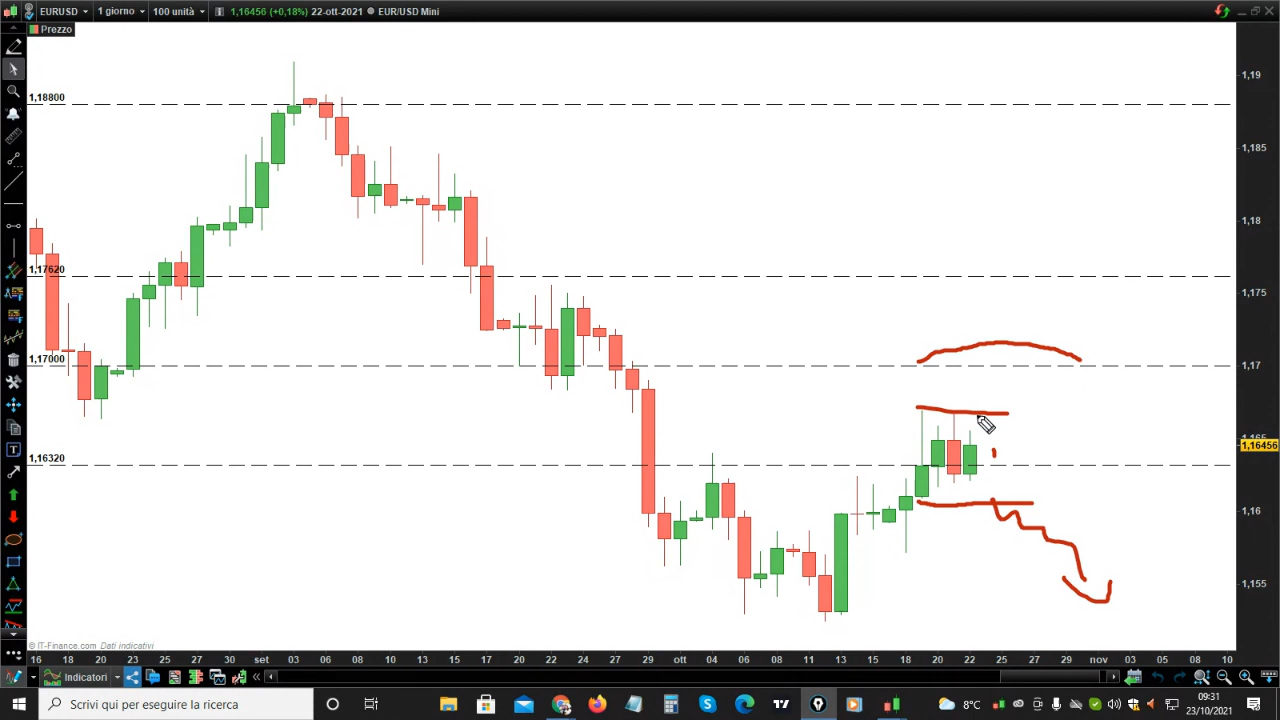 EURUSD 1 giorno 100 unità 1,16456 (+0,18%) 22-ott-2021 EUR/USD Mini
Prezzo
1,18800
1,17620
1,17000
1,16320
1,19
1,185
1,18
1,175
1,17
1,16456
1,16
1,155
© IT-Finance.com Dati indicativi
16 18 20 23 25 27 30 set 03 06 08 10 13 15 17 20 22 24 27 29 ott 04 06 08 11 13 15 18 20 22 25 27 29 nov 03 05 08 10
Indicatori
Scrivi qui per eseguire la ricerca
8°C
09:31
23/10/2021